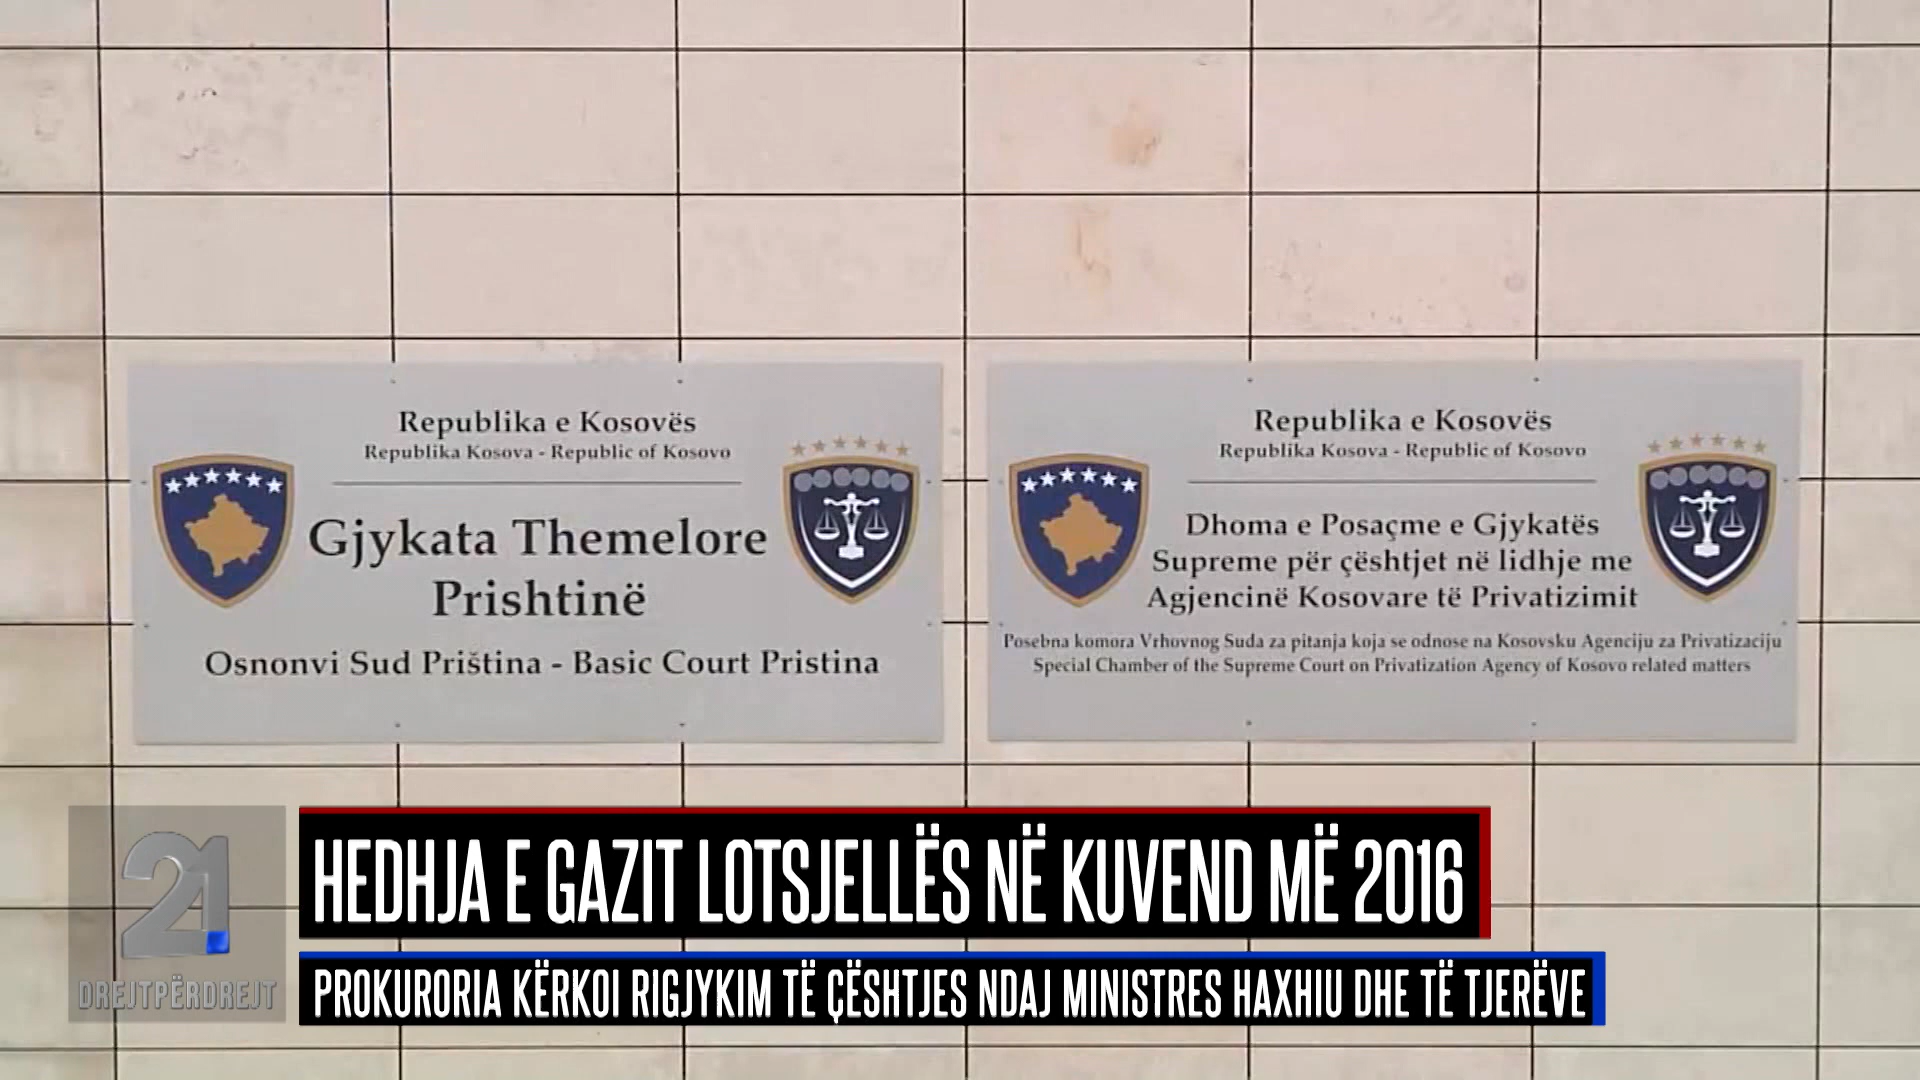 Republika e Kosovës
Republika Kosova - Republic of Kosovo
Gjykata Themelore
Prishtinë
Osnonvi Sud Priština - Basic Court Pristina
Republika e Kosovës
Republika Kosova - Republic of Kosovo
Dhoma e Posaçme e Gjykatës
Supreme për çështjet në lidhje me
Agjencinë Kosovare të Privatizimit
Posebna komora Vrhovnog Suda za pitanja koja se odnose na Kosovsku Agenciju za Privatizaciju
Special Chamber of the Supreme Court on Privatization Agency of Kosovo related matters
21
DREJTPËRDREJT
HEDHJA E GAZIT LOTSJELLËS NË KUVEND MË 2016
PROKURORIA KËRKOI RIGJYKIM TË ÇËSHTJES NDAJ MINISTRES HAXHIU DHE TË TJERËVE